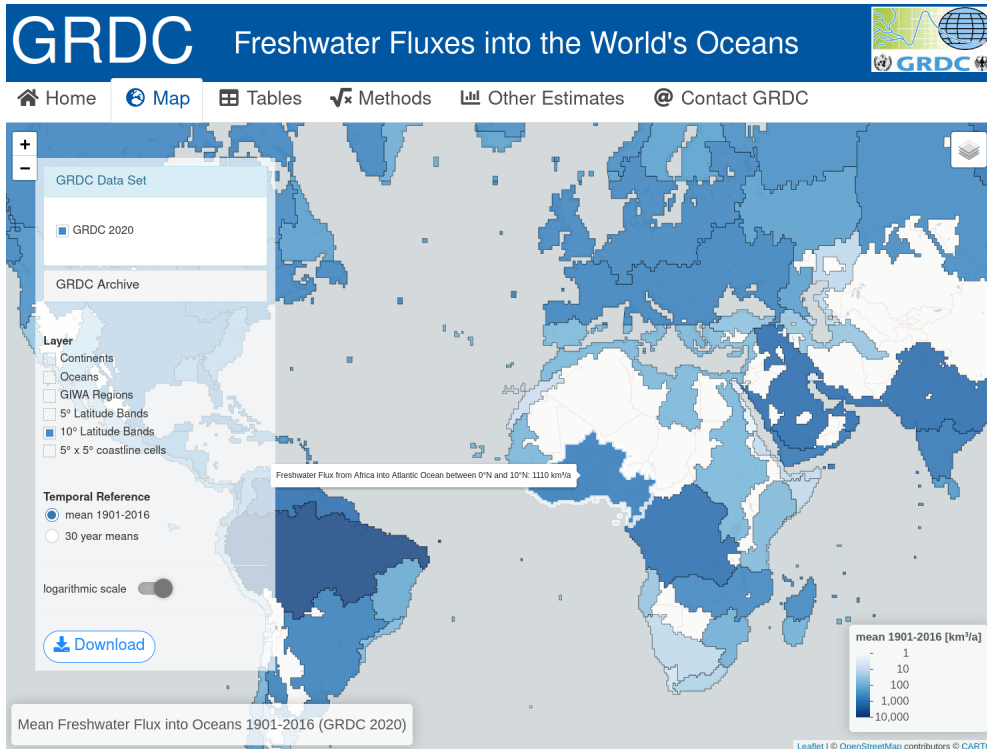 GRDC
Freshwater Fluxes into the World's Oceans
GRDC
Home
Map
Tables
Methods
Other Estimates
Contact GRDC
+
−
GRDC Data Set
GRDC 2020
GRDC Archive
Layer
Continents
Oceans
GIWA Regions
5° Latitude Bands
10° Latitude Bands
5° x 5° coastline cells
Temporal Reference
mean 1901-2016
30 year means
logarithmic scale
Download
Freshwater Flux from Africa into Atlantic Ocean between 0°N and 10°N: 1110 km³/a
mean 1901-2016 [km³/a]
1
10
100
1,000
10,000
Mean Freshwater Flux into Oceans 1901-2016 (GRDC 2020)
Leaflet | © OpenStreetMap contributors © CARTO